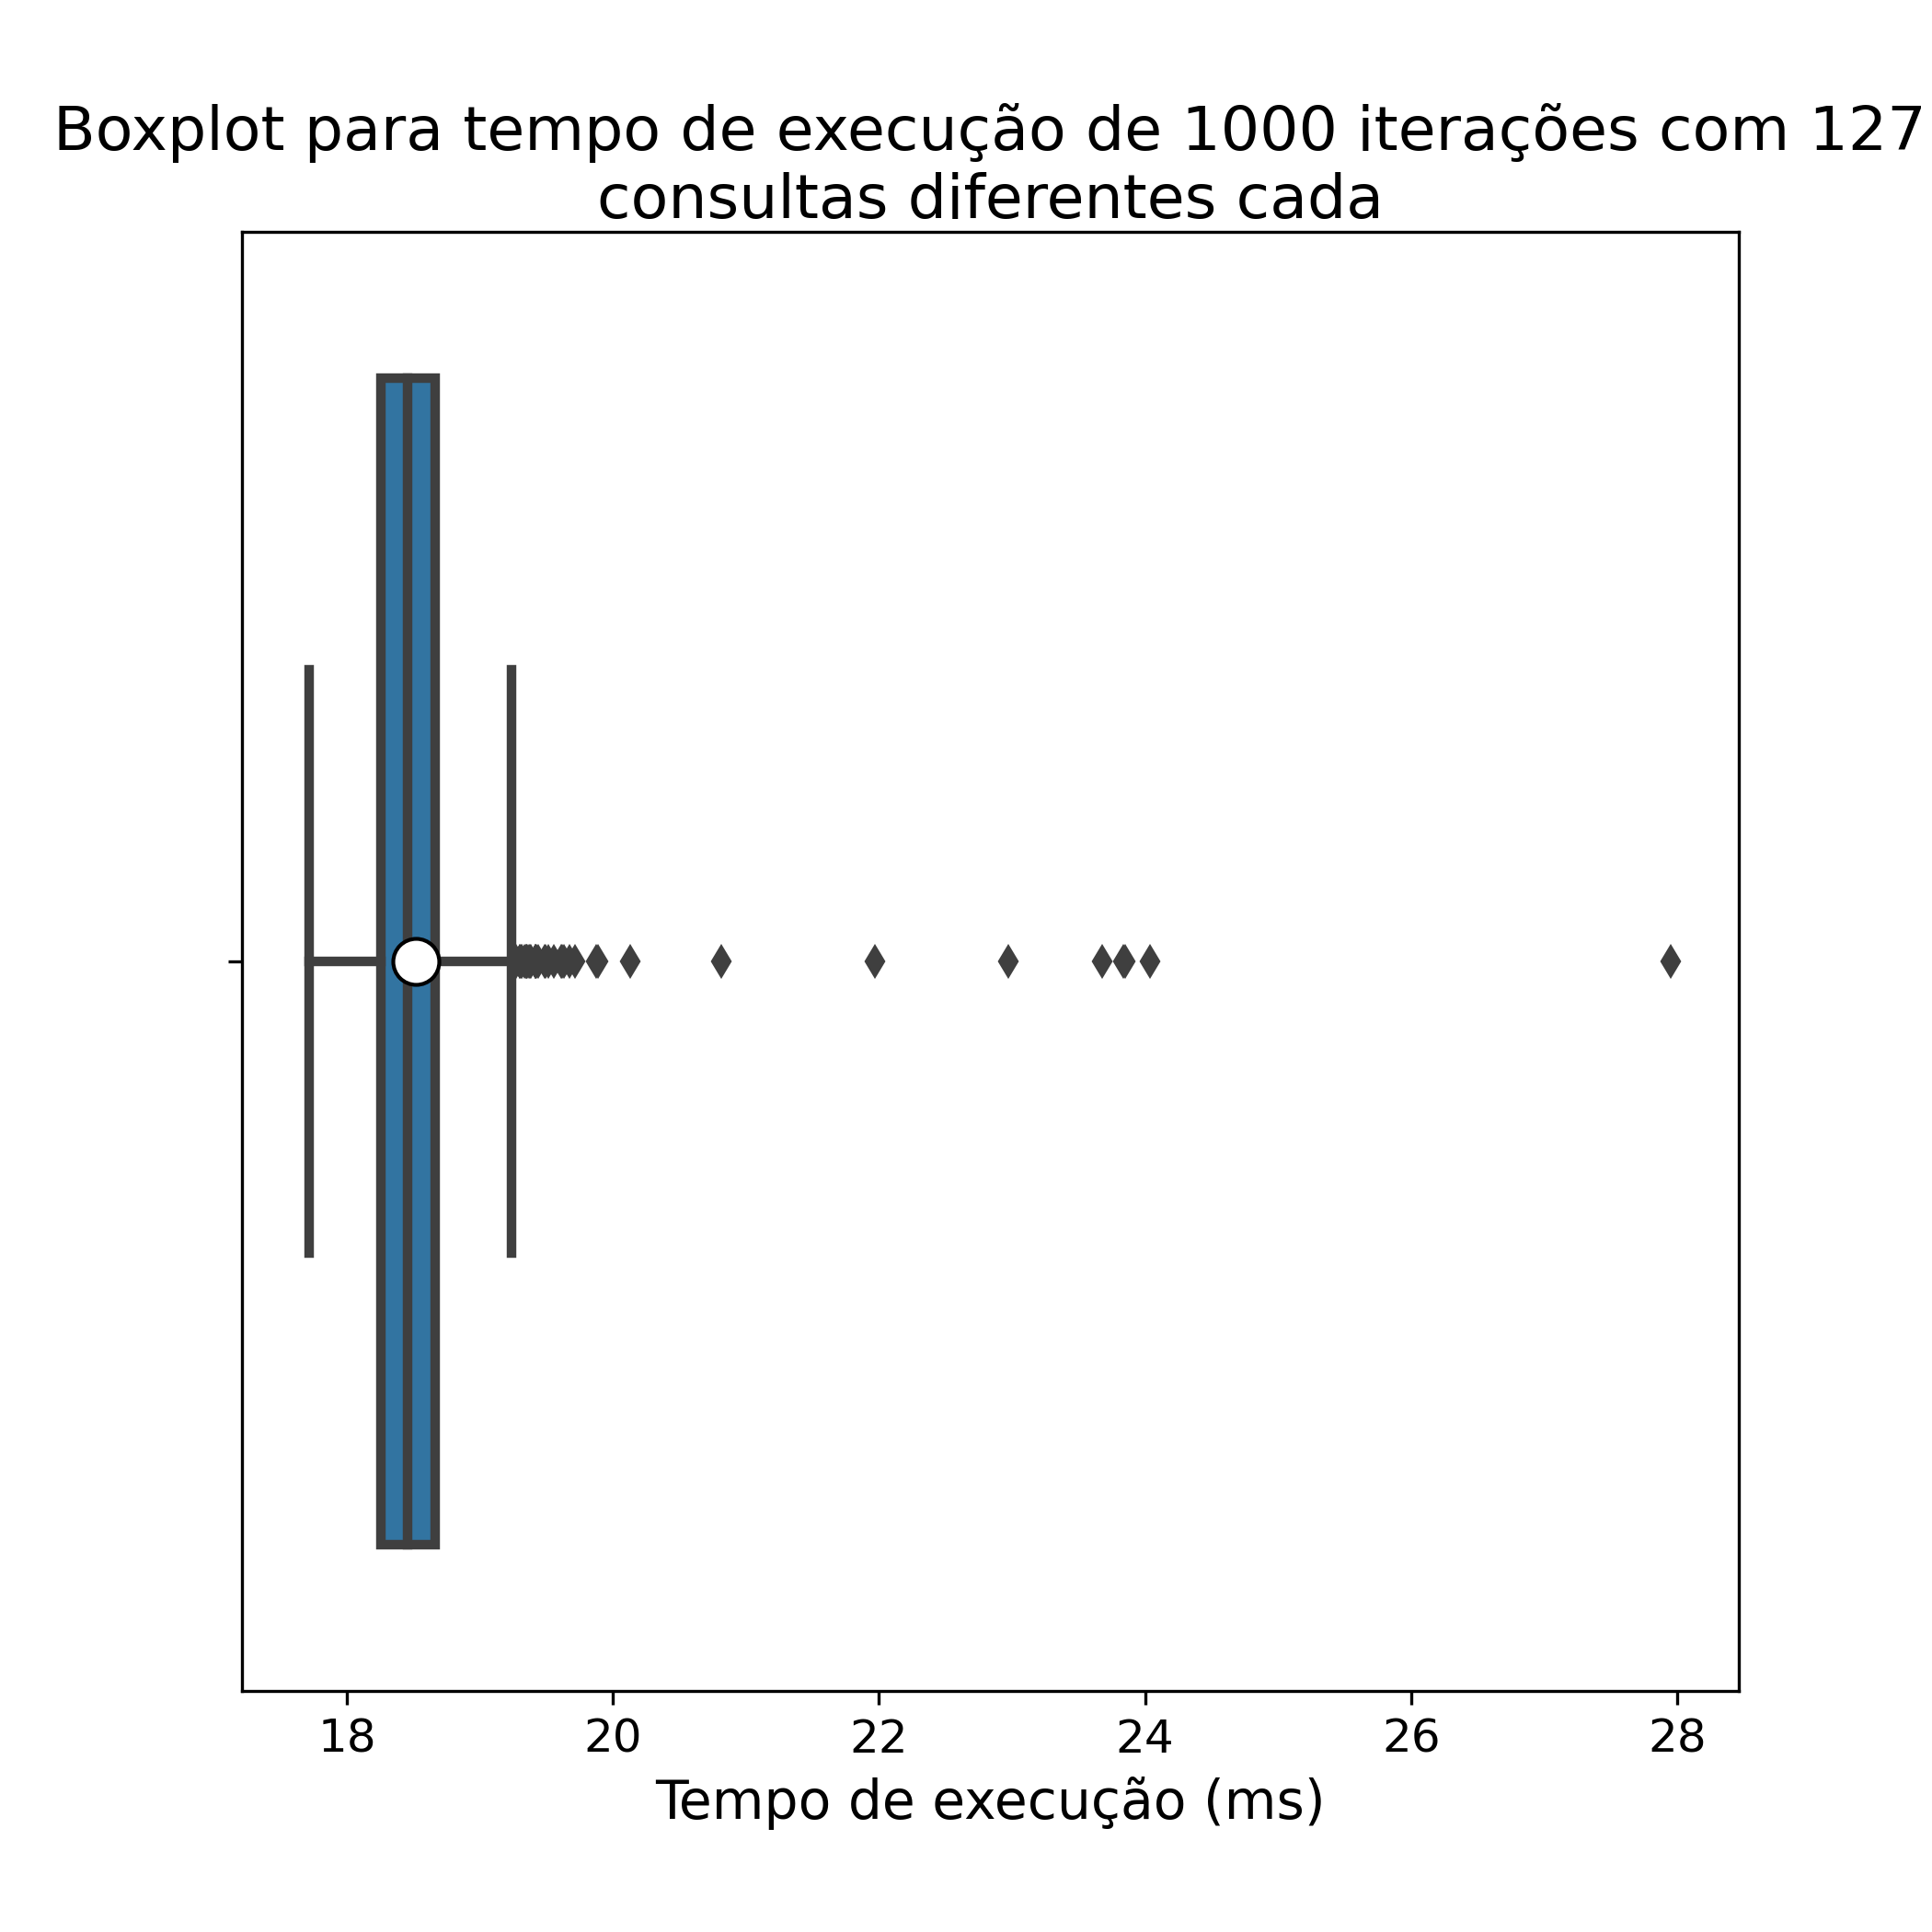 Boxplot para tempo de execução de 1000 iterações com 127
consultas diferentes cada
18 20 22 24 26 28
Tempo de execução (ms)